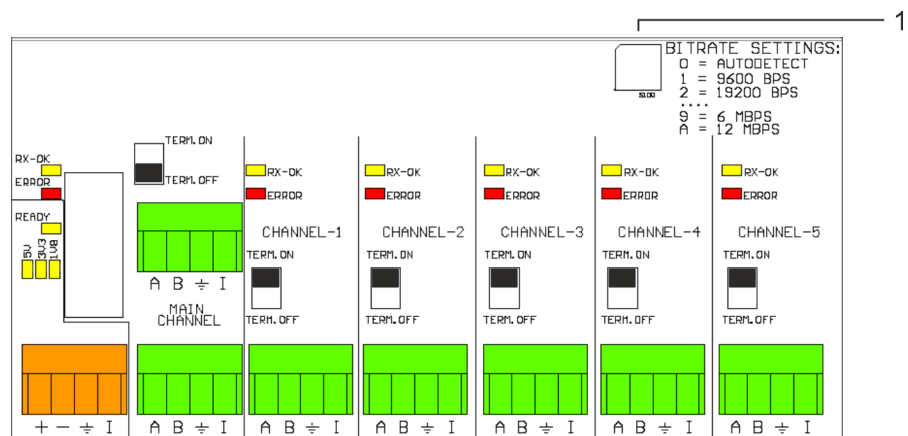 1
BITRATE SETTINGS:
0 = AUTODETECT
1 = 9600 BPS
2 = 19200 BPS
....
9 = 6 MBPS
A = 12 MBPS
S100
TERM.ON
TERM.OFF
RX-OK
ERROR
READY
5V
3V3
1V8
A B ⏚ I
MAIN
CHANNEL
RX-OK
ERROR
CHANNEL-1
TERM.ON
TERM.OFF
RX-OK
ERROR
CHANNEL-2
TERM.ON
TERM.OFF
RX-OK
ERROR
CHANNEL-3
TERM.ON
TERM.OFF
RX-OK
ERROR
CHANNEL-4
TERM.ON
TERM.OFF
RX-OK
ERROR
CHANNEL-5
TERM.ON
TERM.OFF
+ - ⏚ I
A B ⏚ I
A B ⏚ I
A B ⏚ I
A B ⏚ I
A B ⏚ I
A B ⏚ I